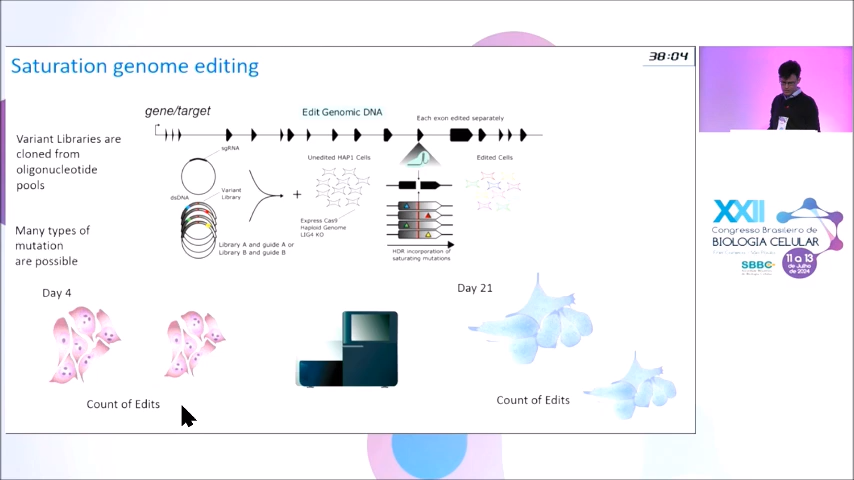 Saturation genome editing
38:04
gene/target
Edit Genomic DNA
Each exon edited separately
Variant Libraries are
cloned from
oligonucleotide
pools
sgRNA
Unedited HAP1 Cells
Edited Cells
dsDNA
Variant
Library
Express Cas9
Haploid Genome
LIG4 KO
Many types of
mutation
are possible
Library A and guide A or
Library B and guide B
HDR incorporation of
saturating mutations
Day 4
Day 21
Count of Edits
Count of Edits
XXII
Congresso Brasileiro de
BIOLOGIA CELULAR
SBBC
11 a 13
de Julho
de 2024